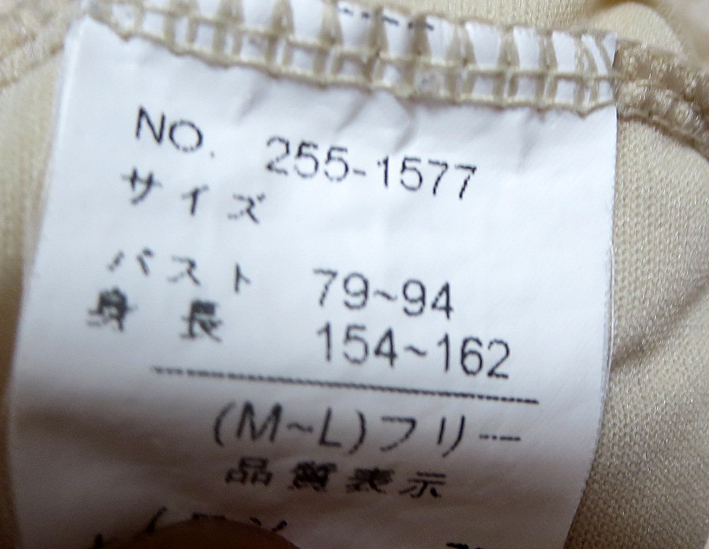 NO. 255-1577
サイズ
バスト 79~94
身長 154~162
(M~L)フリー
品質表示